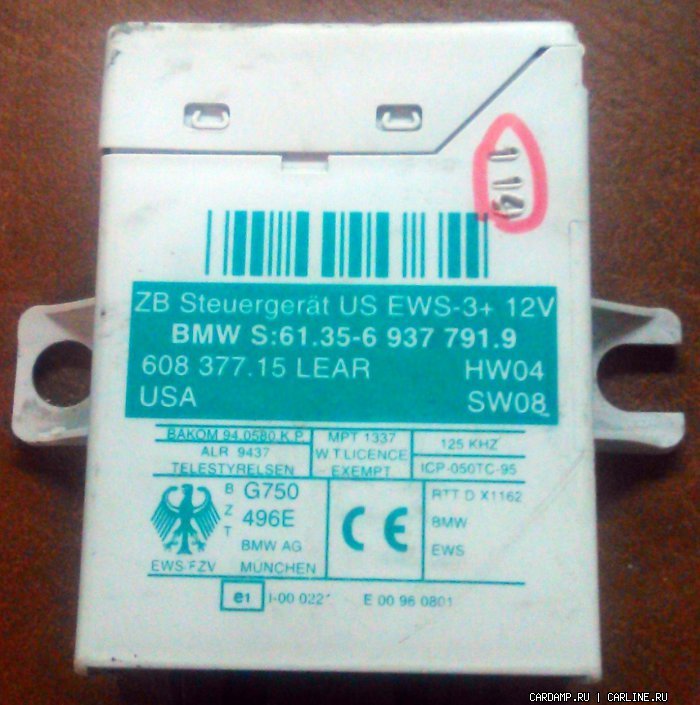 ZB Steuergerät US EWS-3+ 12V
BMW S:61.35-6 937 791.9
608 377.15 LEAR HW04
USA SW08
BAKOM 94.0580.K.P.
ALR 9437
TELESTYRELSEN
MPT 1337
W.T.LICENCE
- EXEMPT
125 KHZ
ICP-050TC-95
EWS-FZV
B Z T
G750
496E
BMW AG
MÜNCHEN
CE
RTT D X1162
BMW
EWS
e1 I-00 022
E 00 96 0801
CARDAMP.RU | CARLINE.RU